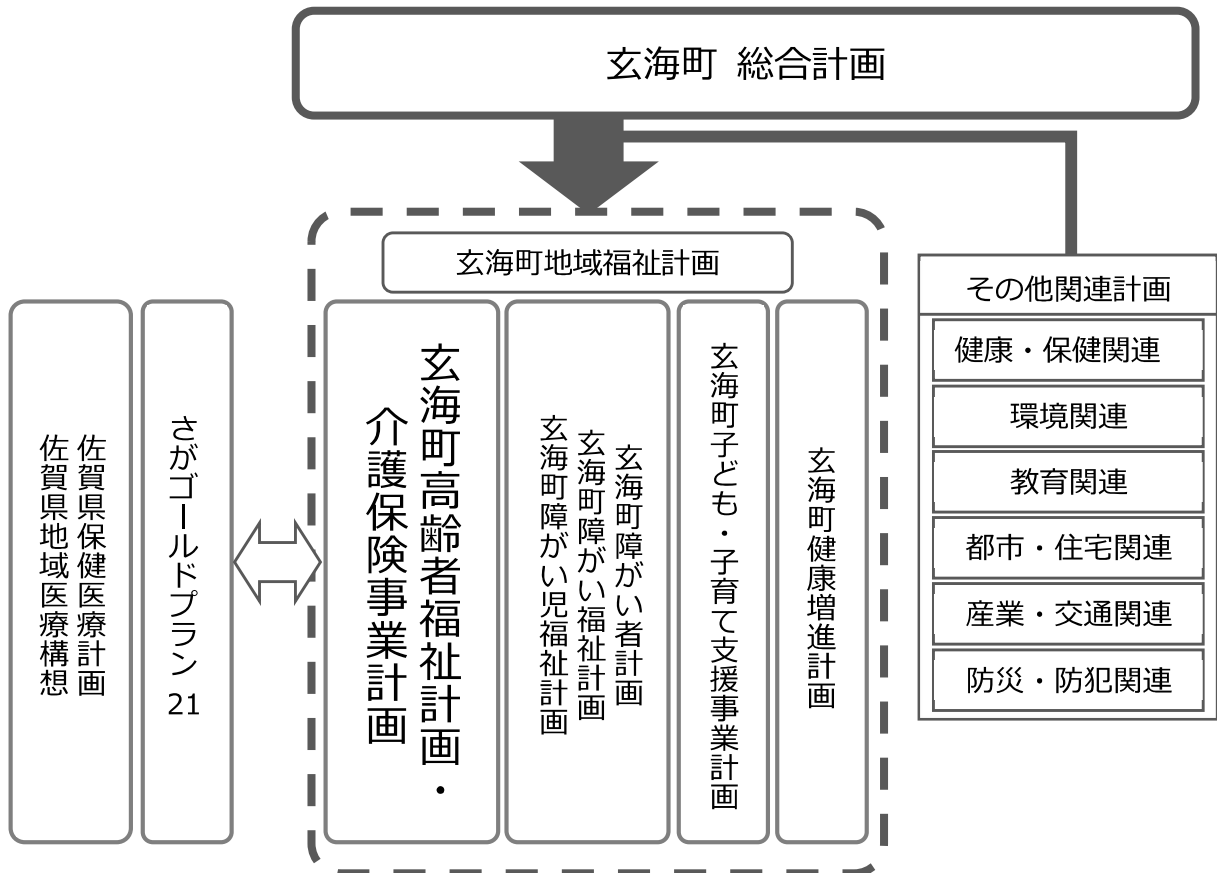 玄海町 総合計画
玄海町地域福祉計画
佐賀県保健医療計画
佐賀県地域医療構想
さがゴールドプラン 21
玄海町高齢者福祉計画・
介護保険事業計画
玄海町障がい者計画
玄海町障がい福祉計画
玄海町障がい児福祉計画
玄海町子ども・子育て支援事業計画
玄海町健康増進計画
その他関連計画
健康・保健関連
環境関連
教育関連
都市・住宅関連
産業・交通関連
防災・防犯関連